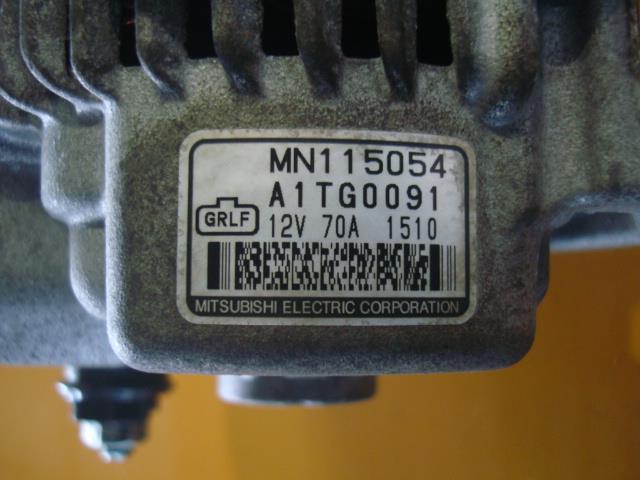 MN115054
A1TG0091
GRLF
12V 70A 1510
MITSUBISHI ELECTRIC CORPORATION